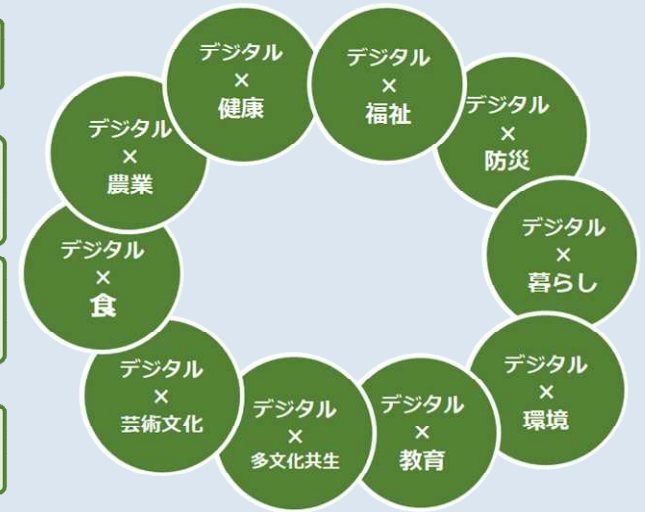 デジタル
×
健康
デジタル
×
福祉
デジタル
×
防災
デジタル
×
暮らし
デジタル
×
環境
デジタル
×
教育
デジタル
×
多文化共生
デジタル
×
芸術文化
デジタル
×
食
デジタル
×
農業